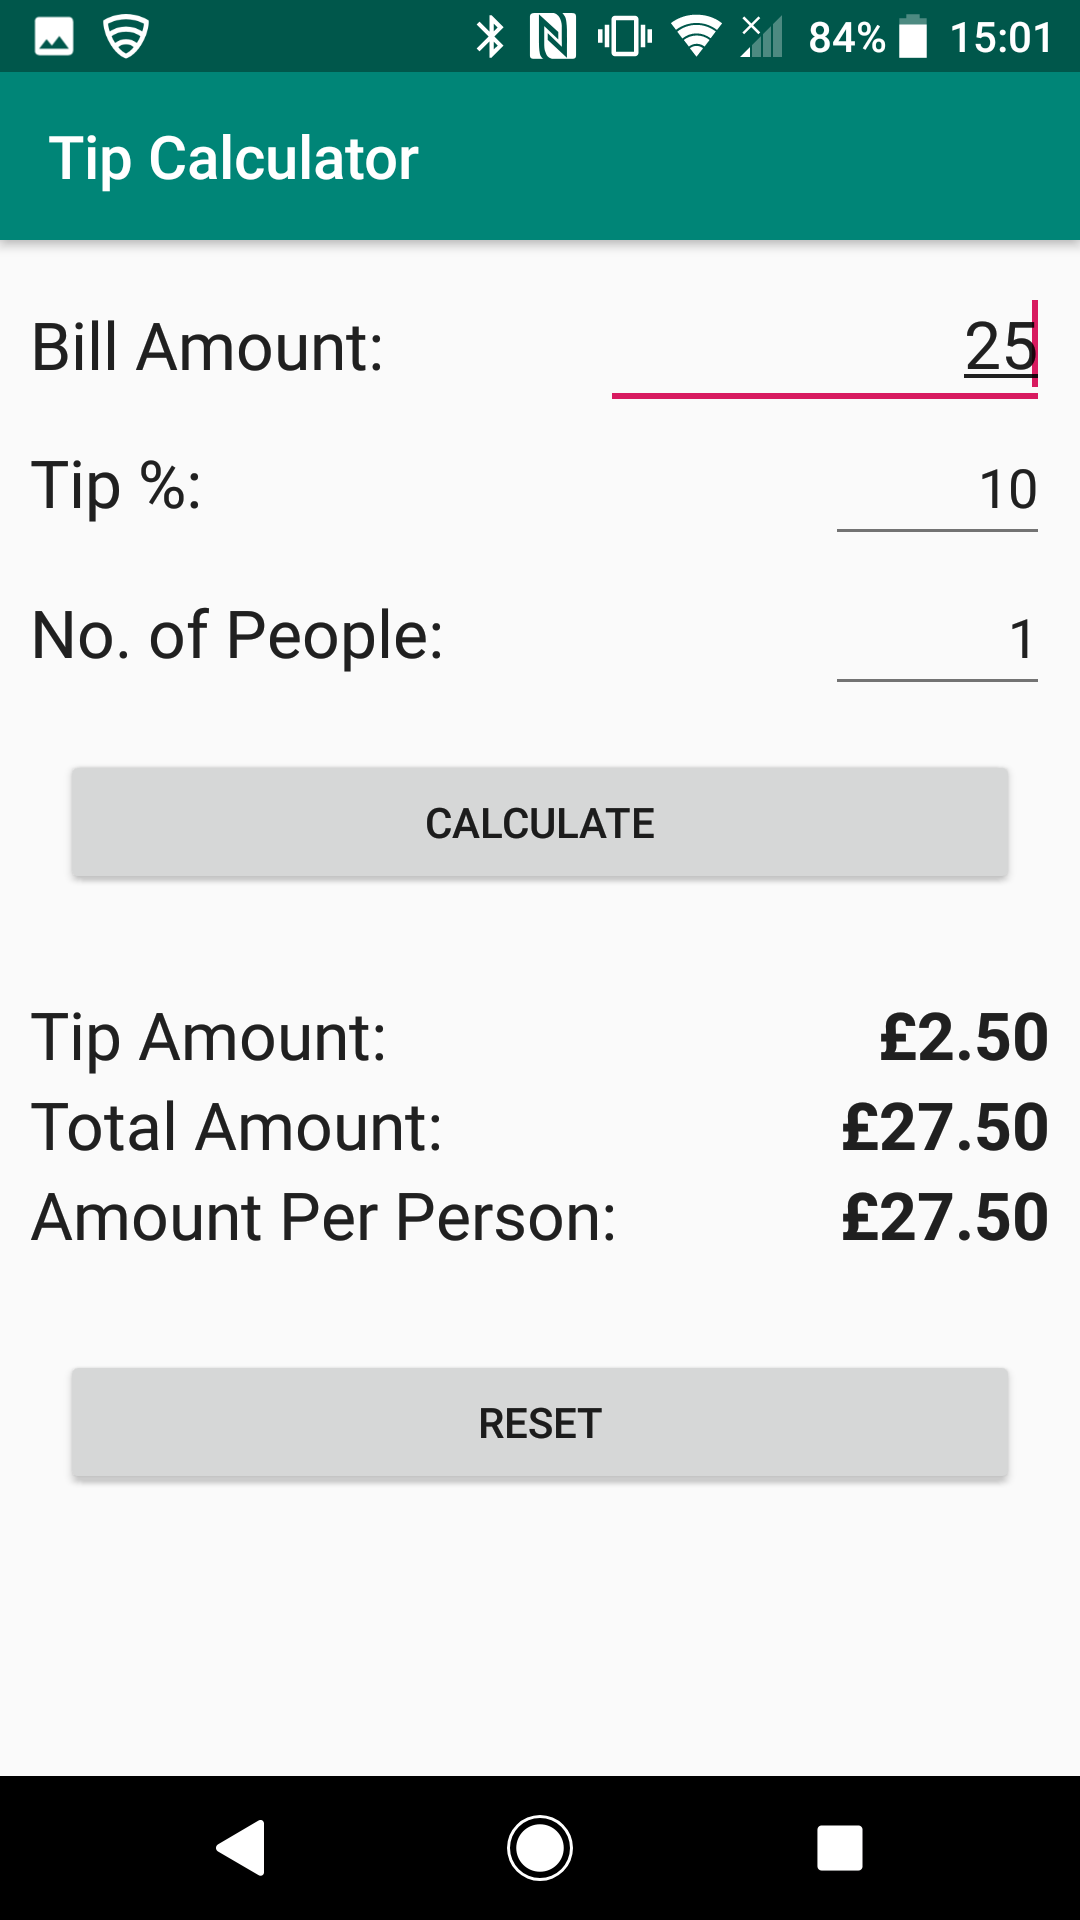 84% 15:01
Tip Calculator
Bill Amount: 25
Tip %: 10
No. of People: 1
CALCULATE
Tip Amount: £2.50
Total Amount: £27.50
Amount Per Person: £27.50
RESET